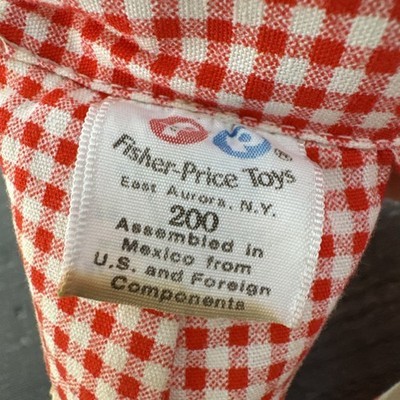 Fisher-Price Toys®
East Aurora, N.Y.
200
Assembled in
Mexico from
U.S. and Foreign
Components